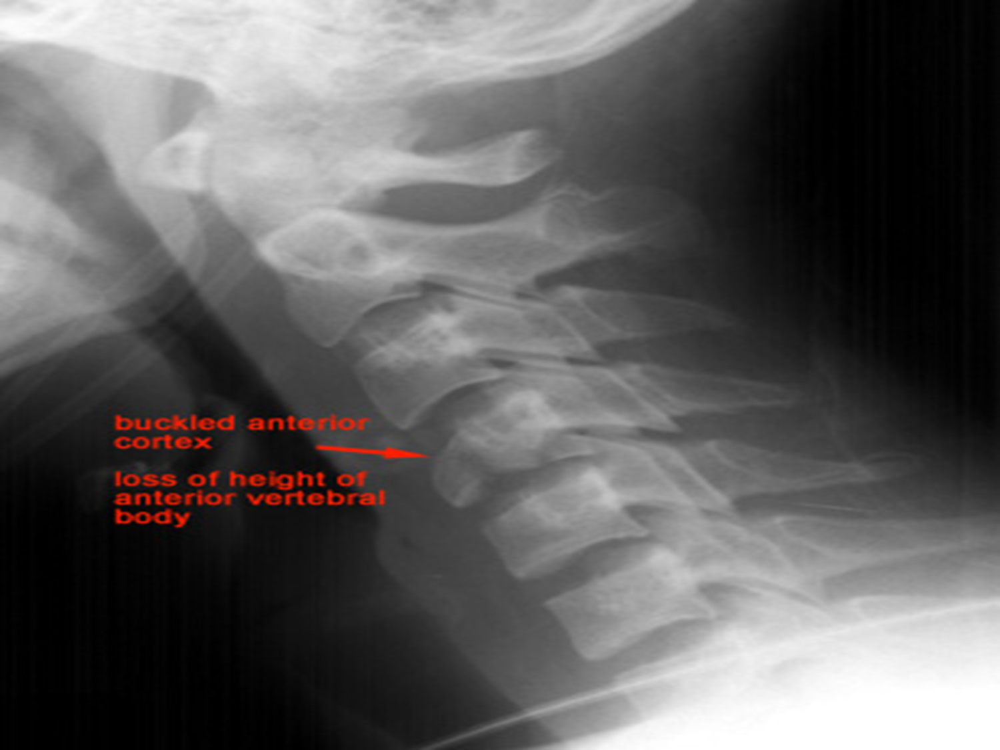 buckled anterior
cortex
loss of height of
anterior vertebral
body